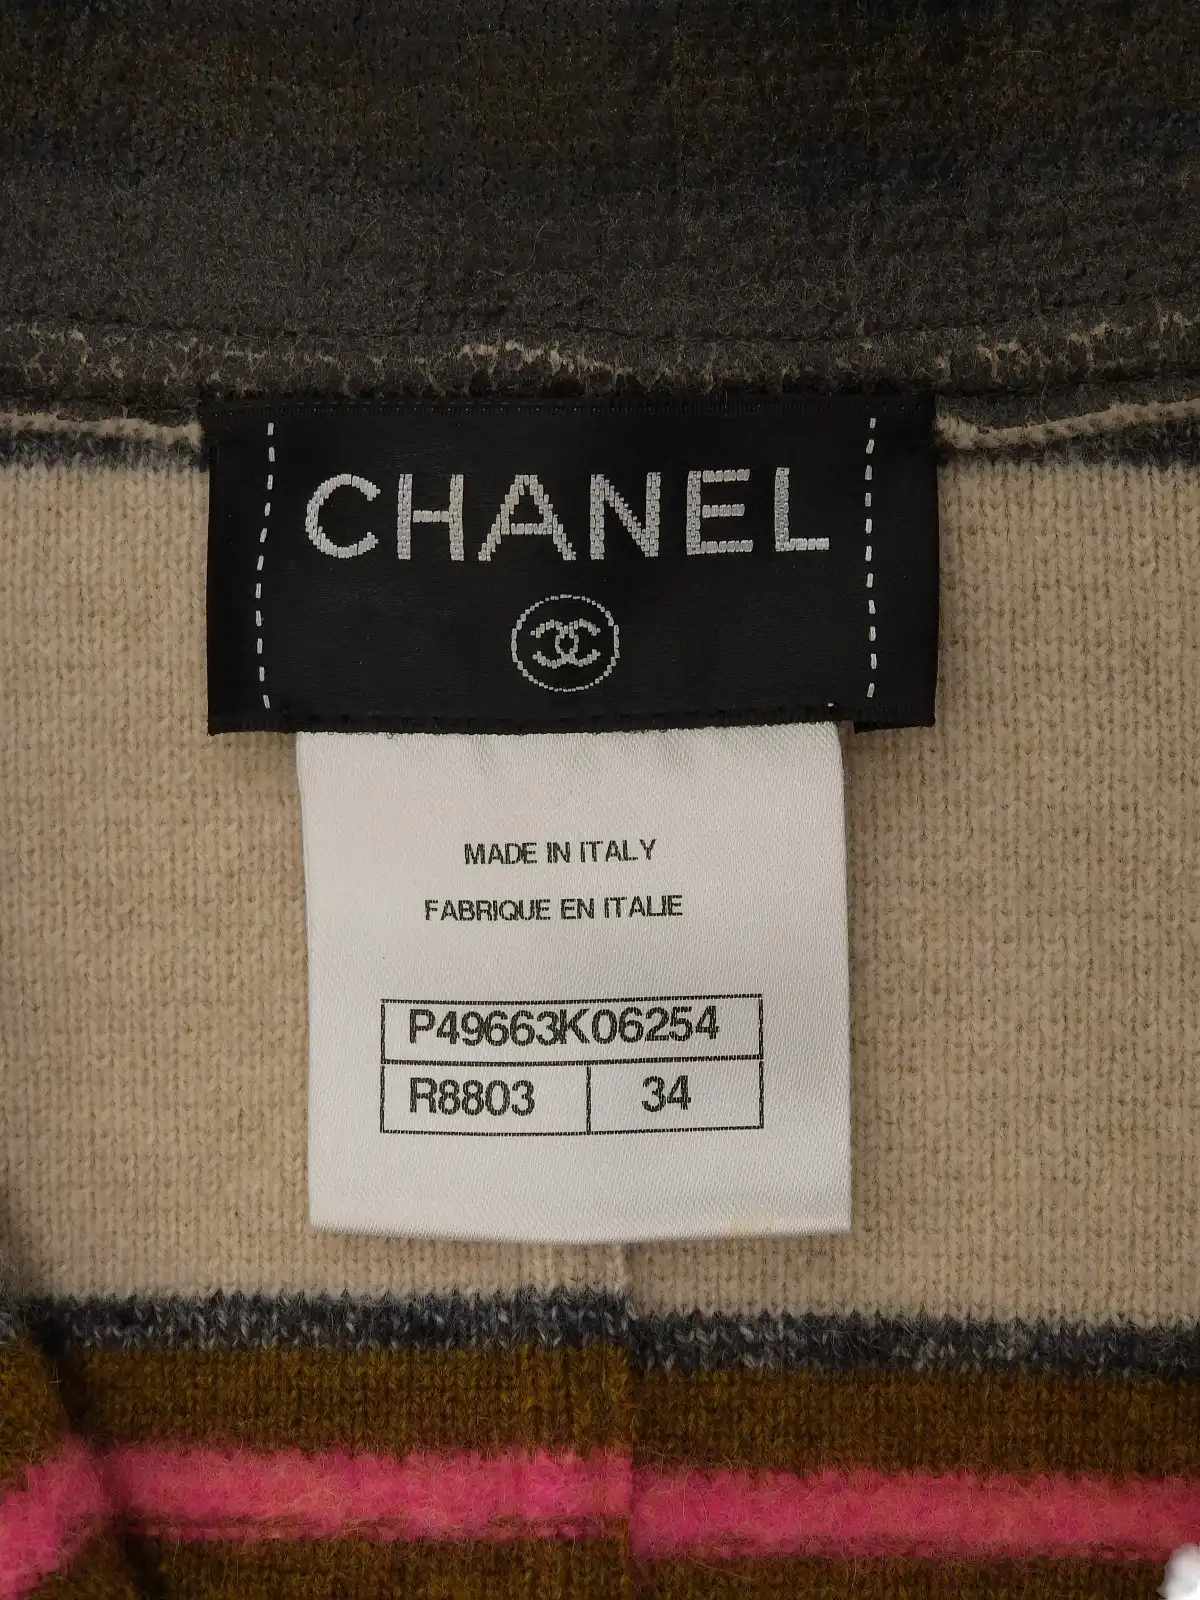 CHANEL
MADE IN ITALY
FABRIQUE EN ITALIE
P49663K06254
R8803 34